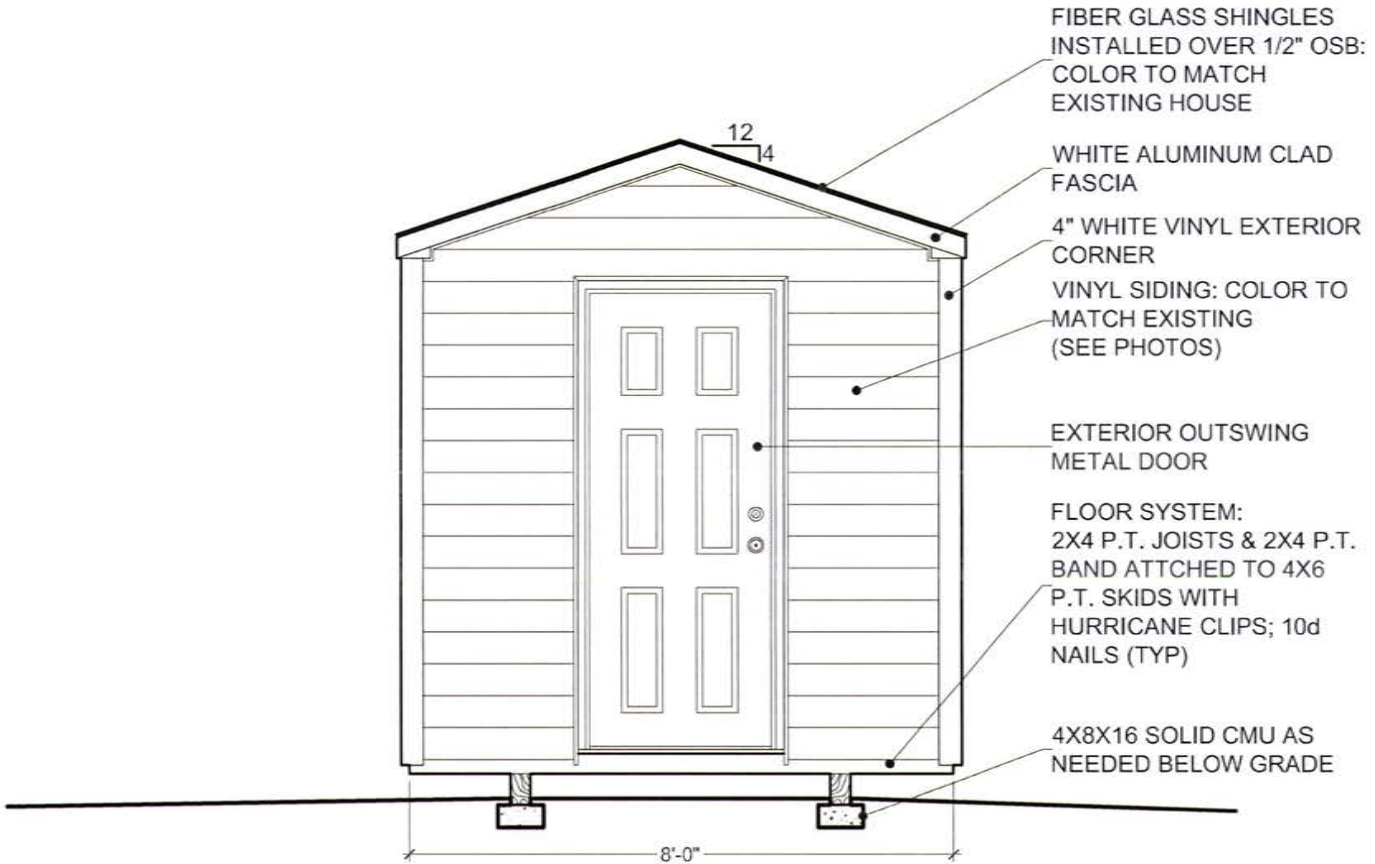 FIBER GLASS SHINGLES
INSTALLED OVER 1/2" OSB:
COLOR TO MATCH
EXISTING HOUSE
12
4
WHITE ALUMINUM CLAD
FASCIA
4" WHITE VINYL EXTERIOR
CORNER
VINYL SIDING: COLOR TO
MATCH EXISTING
(SEE PHOTOS)
EXTERIOR OUTSWING
METAL DOOR
FLOOR SYSTEM:
2X4 P.T. JOISTS & 2X4 P.T.
BAND ATTCHED TO 4X6
P.T. SKIDS WITH
HURRICANE CLIPS; 10d
NAILS (TYP)
4X8X16 SOLID CMU AS
NEEDED BELOW GRADE
8'-0"